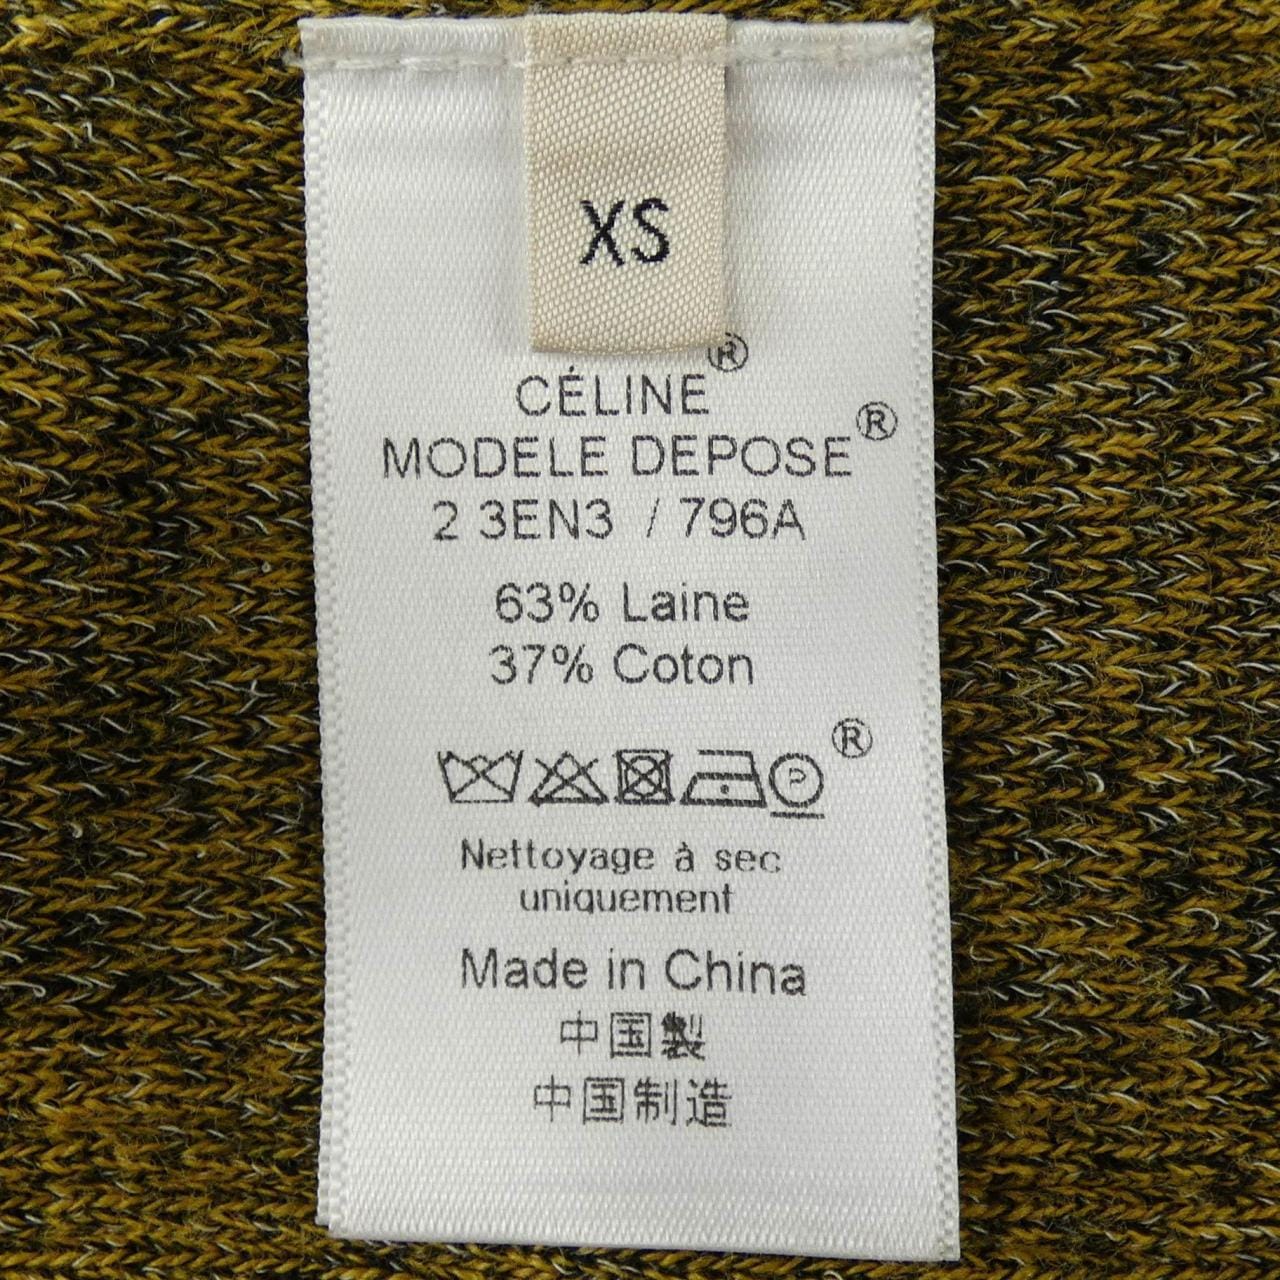 XS
CÉLINE®
MODELE DEPOSE®
2 3EN3 / 796A
63% Laine
37% Coton
P ®
Nettoyage à sec
uniquement
Made in China
中国製
中国制造